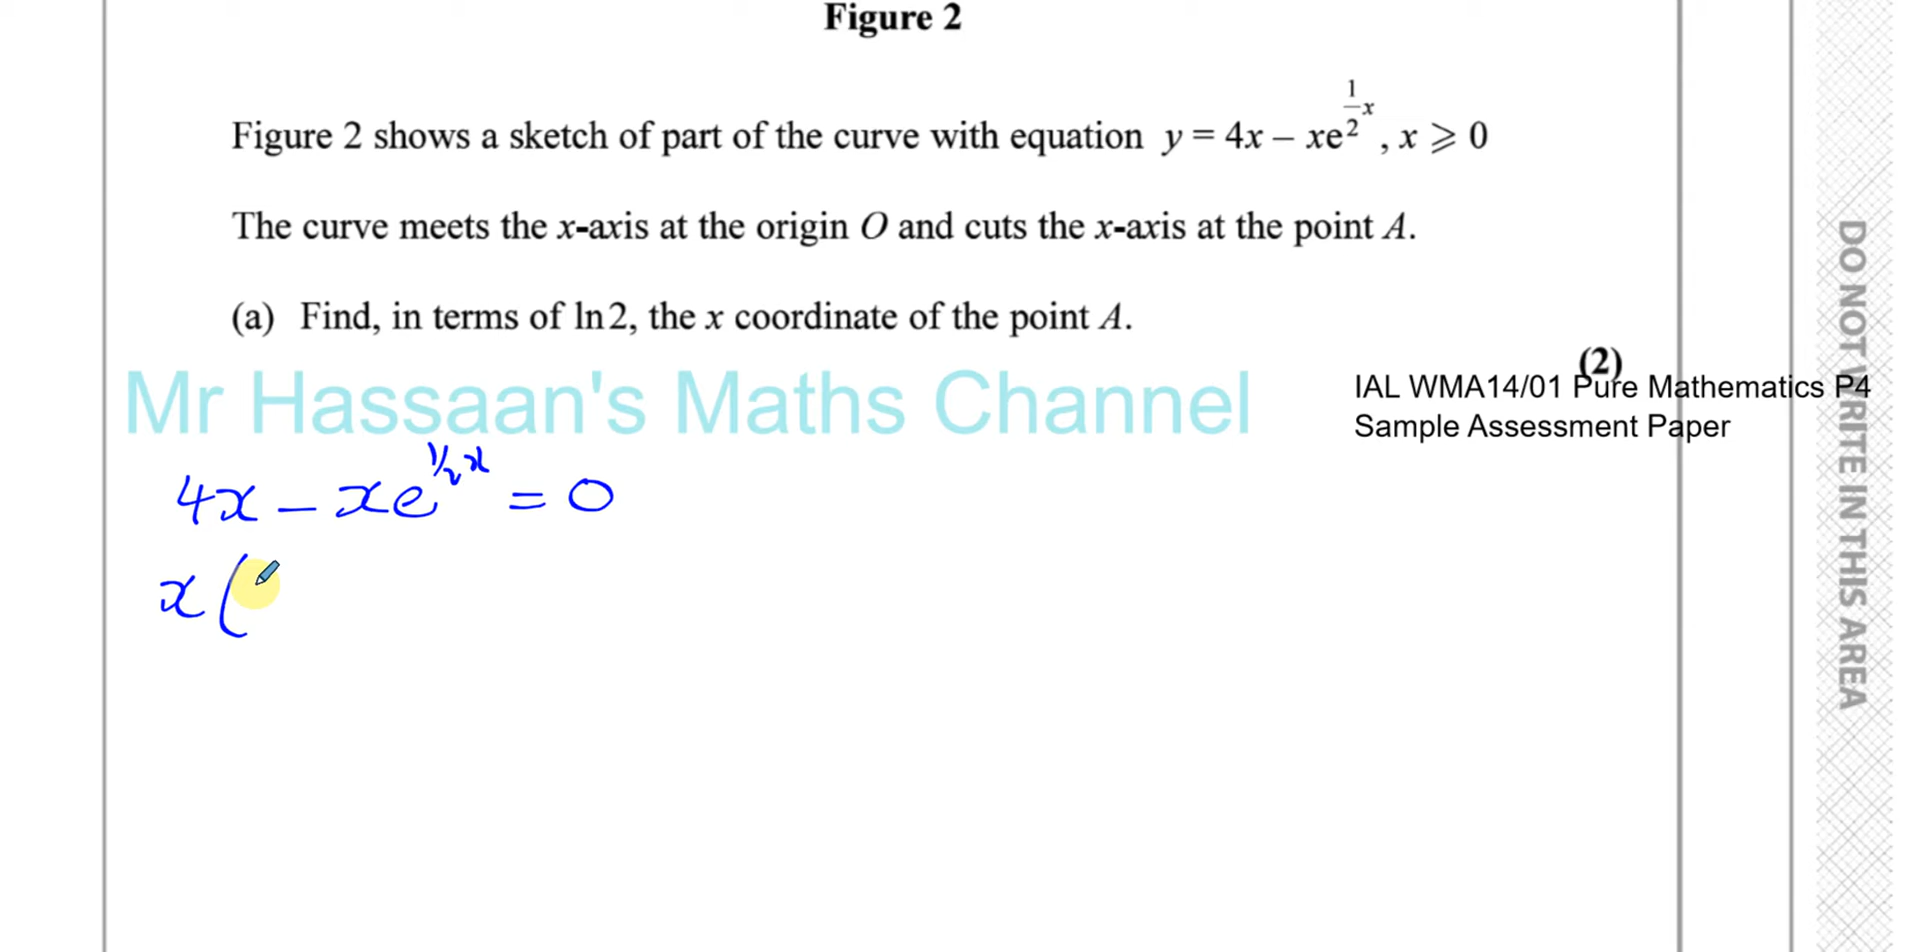 Figure 2
Figure 2 shows a sketch of part of the curve with equation y = 4x – xe^{\frac{1}{2}x}, x ⩾ 0
The curve meets the x-axis at the origin O and cuts the x-axis at the point A.
(a) Find, in terms of ln 2, the x coordinate of the point A.
(2)
Mr Hassaan's Maths Channel
IAL WMA14/01 Pure Mathematics P4
Sample Assessment Paper
4x – xe^{1/2 x} = 0
x (
DO NOT WRITE IN THIS AREA